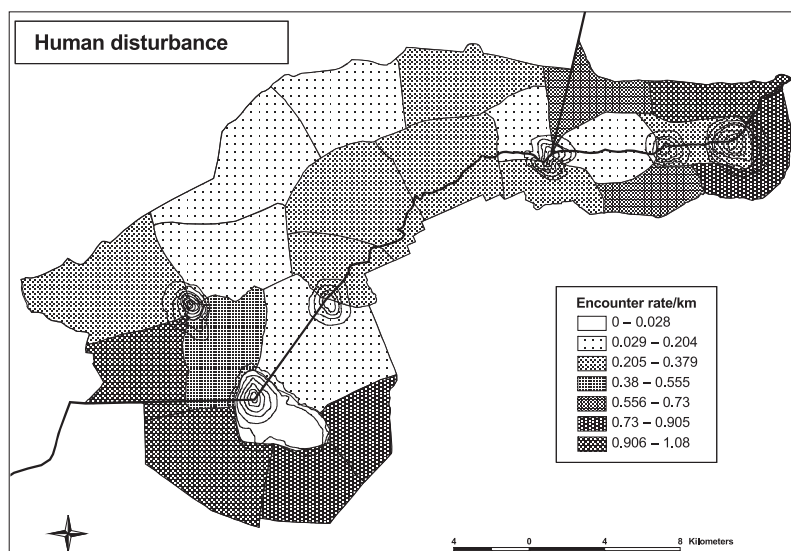 Human disturbance
Encounter rate/km
0 – 0.028
0.029 – 0.204
0.205 – 0.379
0.38 – 0.555
0.556 – 0.73
0.73 – 0.905
0.906 – 1.08
4 0 4 8 Kilometers